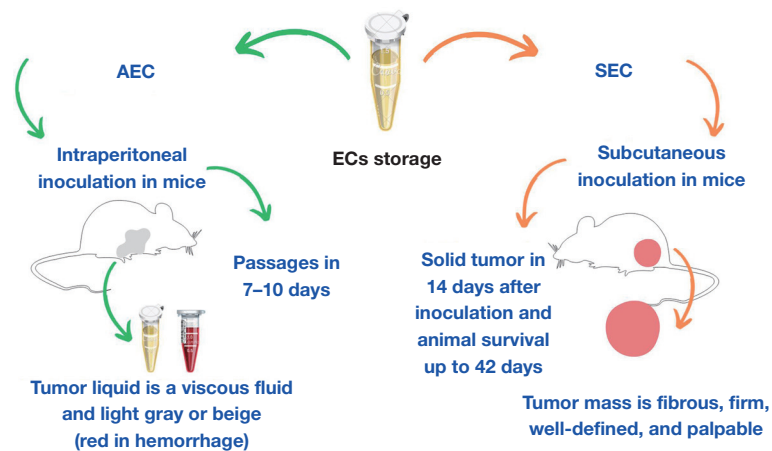 AEC
SEC
ECs storage
Intraperitoneal
inoculation in mice
Subcutaneous
inoculation in mice
Passages in
7–10 days
Solid tumor in
14 days after
inoculation and
animal survival
up to 42 days
Tumor liquid is a viscous fluid
and light gray or beige
(red in hemorrhage)
Tumor mass is fibrous, firm,
well-defined, and palpable